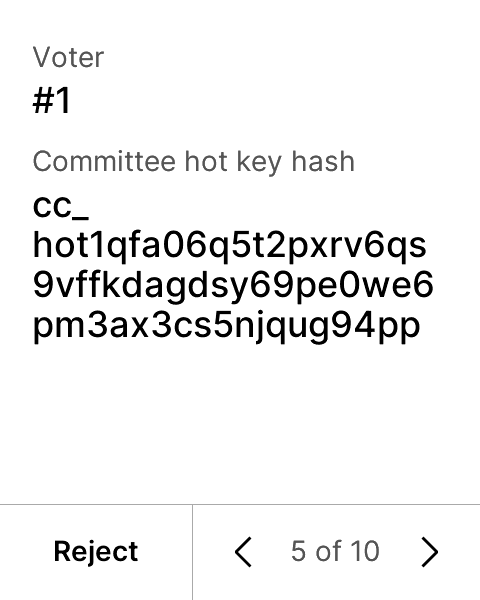 Voter
#1
Committee hot key hash
cc_
hot1qfa06q5t2pxrv6qs
9vffkdagdsy69pe0we6
pm3ax3cs5njqug94pp
Reject
5 of 10